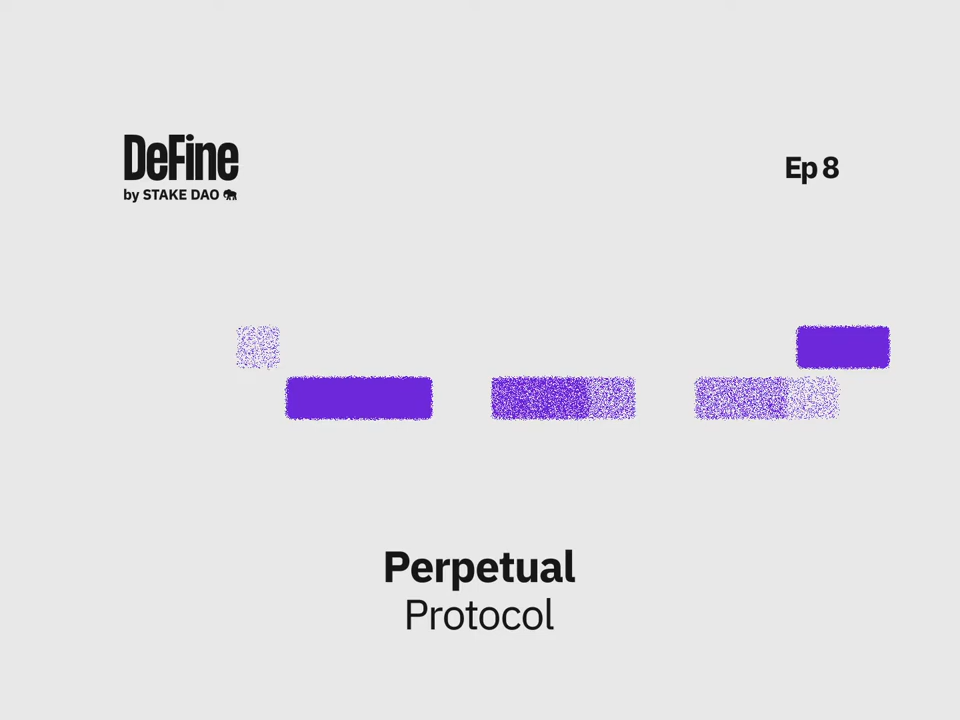 DeFine
by STAKE DAO
Ep 8
Perpetual
Protocol